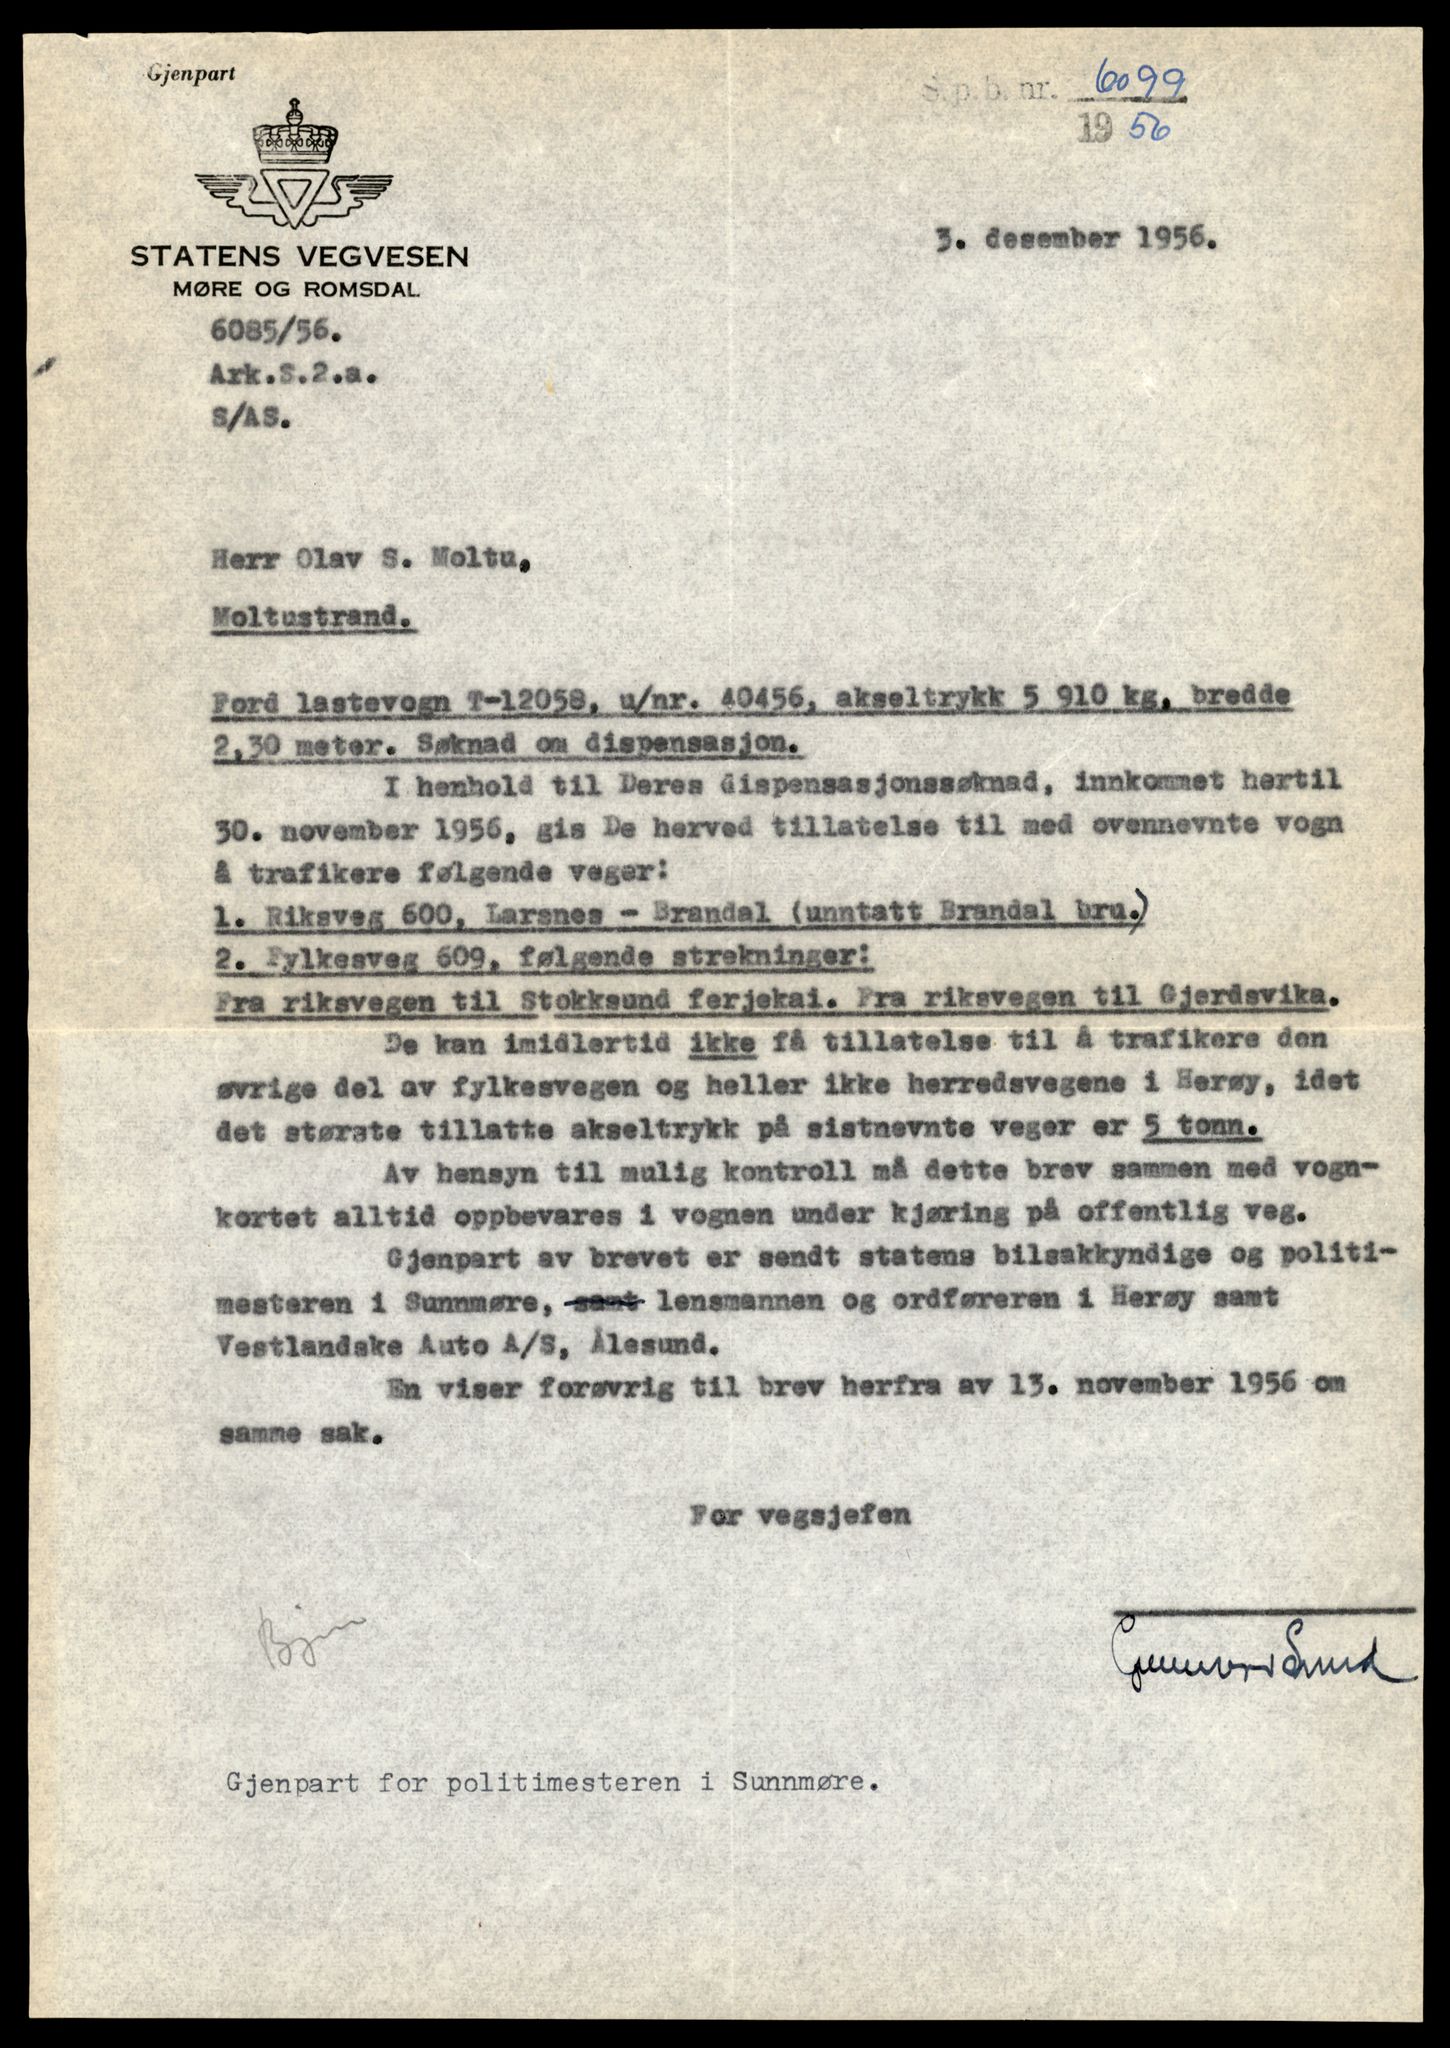 Gjenpart
S.p.b. nr. 6099
19 56
STATENS VEGVESEN
MØRE OG ROMSDAL
3. desember 1956.
6085/56.
Ark.S.2.a.
S/AS.
Herr Olav S. Moltu,
Moltustrand.
Ford lastevogn T-12058, u/nr. 40456, akseltrykk 5 910 kg, bredde
2,30 meter. Søknad om dispensasjon.
I henhold til Deres dispensasjonssøknad, innkommet hertil
30. november 1956, gis De herved tillatelse til med ovennevnte vogn
å trafikere følgende veger:
1. Riksveg 600, Larsnes - Brandal (unntatt Brandal bru.)
2. Fylkesveg 609, følgende strekninger:
Fra riksvegen til Stokksund ferjekai. Fra riksvegen til Gjerdsvika.
De kan imidlertid ikke få tillatelse til å trafikere den
øvrige del av fylkesvegen og heller ikke herredsvegene i Herøy, idet
det største tillatte akseltrykk på sistnevnte veger er 5 tonn.
Av hensyn til mulig kontroll må dette brev sammen med vogn-
kortet alltid oppbevares i vognen under kjøring på offentlig veg.
Gjenpart av brevet er sendt statens bilsakkyndige og politi-
mesteren i Sunnmøre, samt lensmannen og ordføreren i Herøy samt
Vestlandske Auto A/S, Ålesund.
En viser forøvrig til brev herfra av 13. november 1956 om
samme sak.
For vegsjefen
Gjenpart for politimesteren i Sunnmøre.